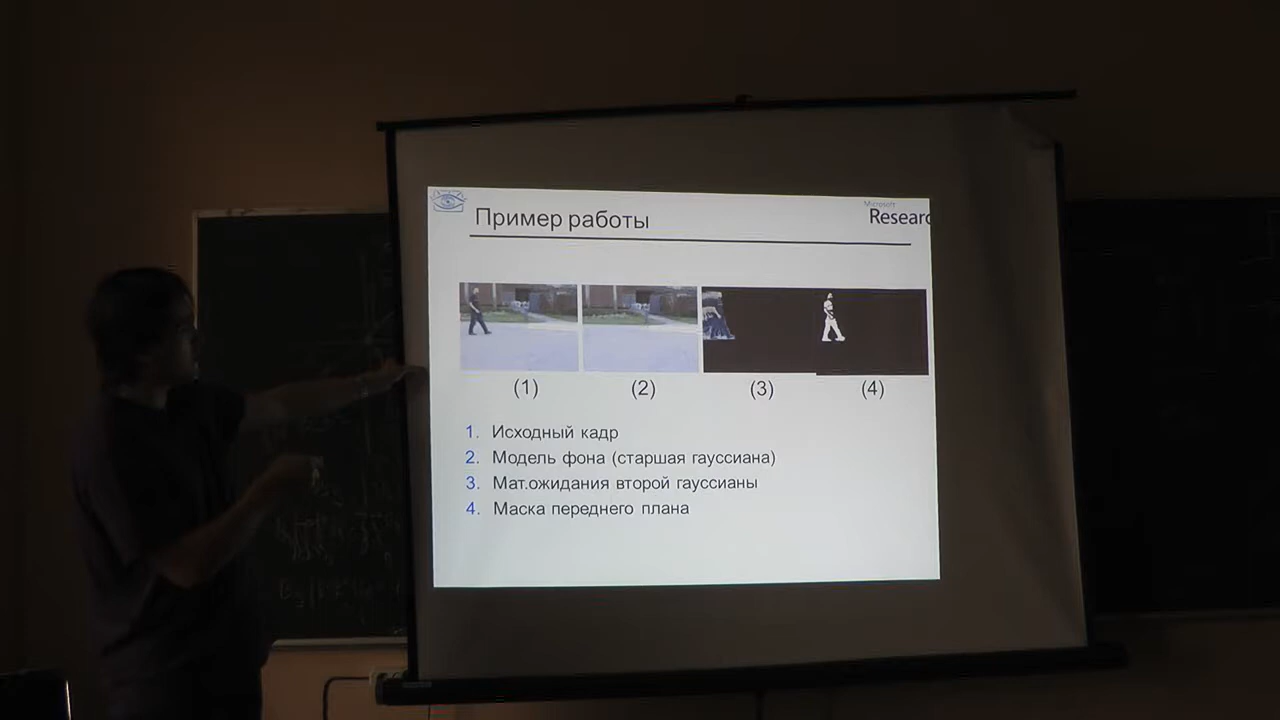 Пример работы
Microsoft
Researc
(1) (2) (3) (4)
1. Исходный кадр
2. Модель фона (старшая гауссиана)
3. Мат.ожидания второй гауссианы
4. Маска переднего плана